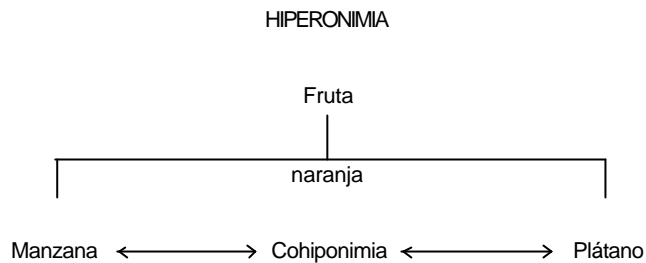 HIPERONIMIA
Fruta
naranja
Manzana Cohiponimia Plátano